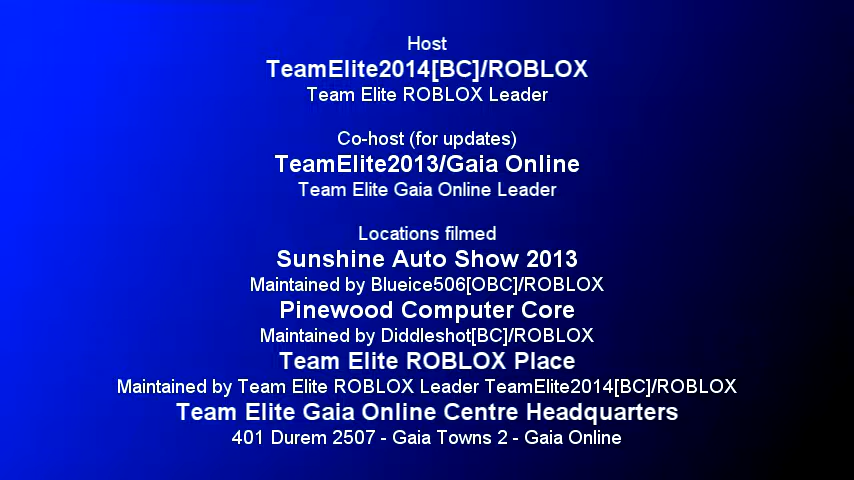 Host
TeamElite2014[BC]/ROBLOX
Team Elite ROBLOX Leader
Co-host (for updates)
TeamElite2013/Gaia Online
Team Elite Gaia Online Leader
Locations filmed
Sunshine Auto Show 2013
Maintained by Blueice506[OBC]/ROBLOX
Pinewood Computer Core
Maintained by Diddleshot[BC]/ROBLOX
Team Elite ROBLOX Place
Maintained by Team Elite ROBLOX Leader TeamElite2014[BC]/ROBLOX
Team Elite Gaia Online Centre Headquarters
401 Durem 2507 - Gaia Towns 2 - Gaia Online